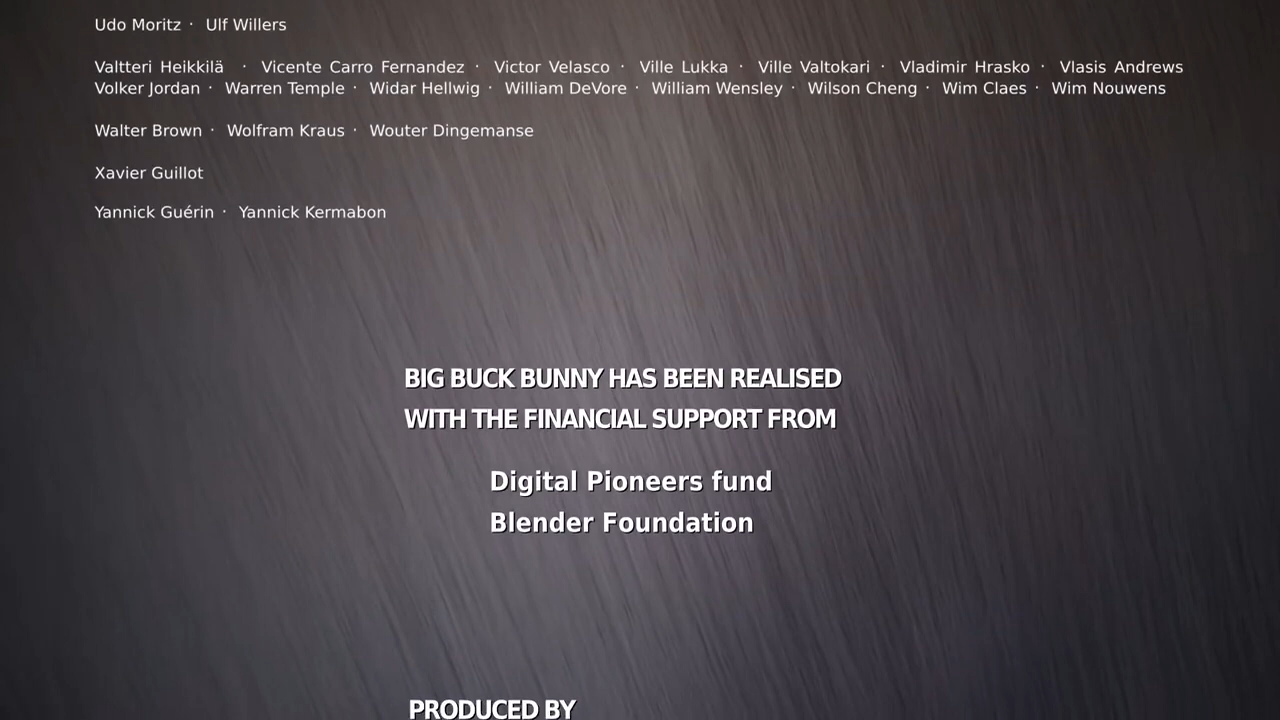 Udo Moritz · Ulf Willers
Valtteri Heikkilä · Vicente Carro Fernandez · Victor Velasco · Ville Lukka · Ville Valtokari · Vladimir Hrasko · Vlasis Andrews
Volker Jordan · Warren Temple · Widar Hellwig · William DeVore · William Wensley · Wilson Cheng · Wim Claes · Wim Nouwens
Walter Brown · Wolfram Kraus · Wouter Dingemanse
Xavier Guillot
Yannick Guérin · Yannick Kermabon
BIG BUCK BUNNY HAS BEEN REALISED
WITH THE FINANCIAL SUPPORT FROM
Digital Pioneers fund
Blender Foundation
PRODUCED BY